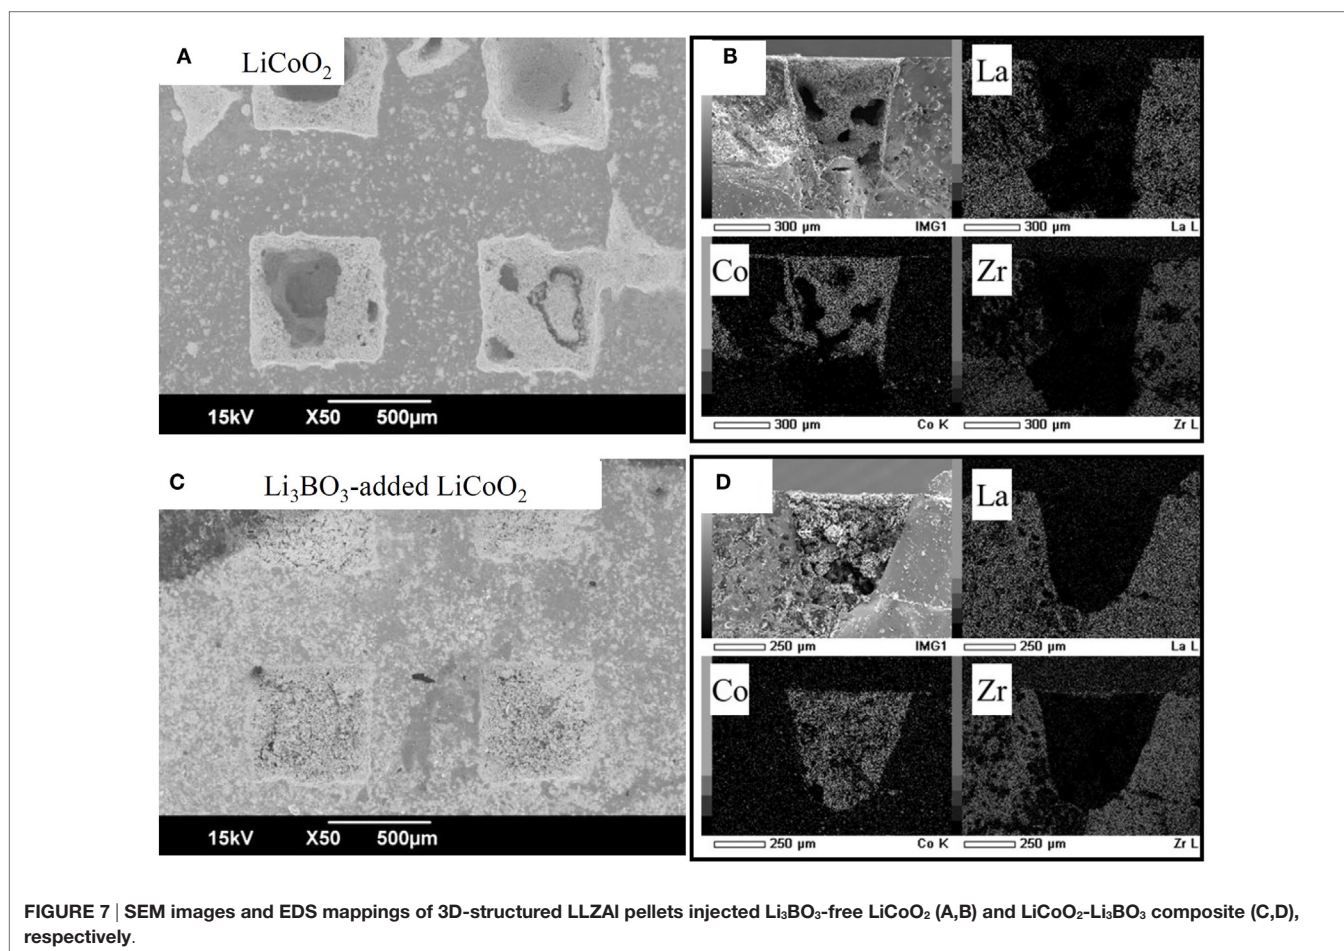 A
LiCoO₂
15kV X50 500μm
B
La
300 μm IMG1
300 μm La L
Co
Zr
300 μm Co K
300 μm Zr L
C
Li₃BO₃-added LiCoO₂
15kV X50 500μm
D
La
250 μm IMG1
250 μm La L
Co
Zr
250 μm Co K
250 μm Zr L
FIGURE 7 | SEM images and EDS mappings of 3D-structured LLZAl pellets injected Li₃BO₃-free LiCoO₂ (A,B) and LiCoO₂-Li₃BO₃ composite (C,D),
respectively.